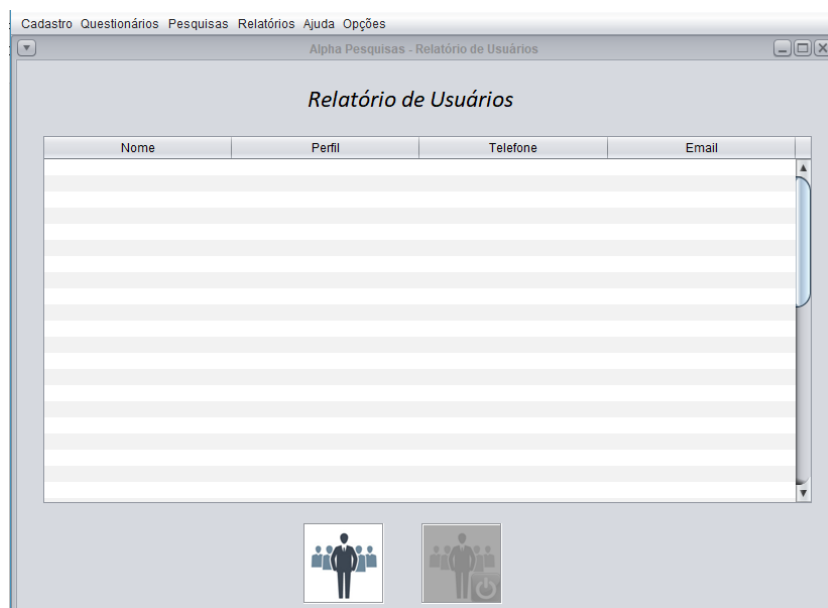 Cadastro Questionários Pesquisas Relatórios Ajuda Opções
Alpha Pesquisas - Relatório de Usuários
Relatório de Usuários
Nome Perfil Telefone Email